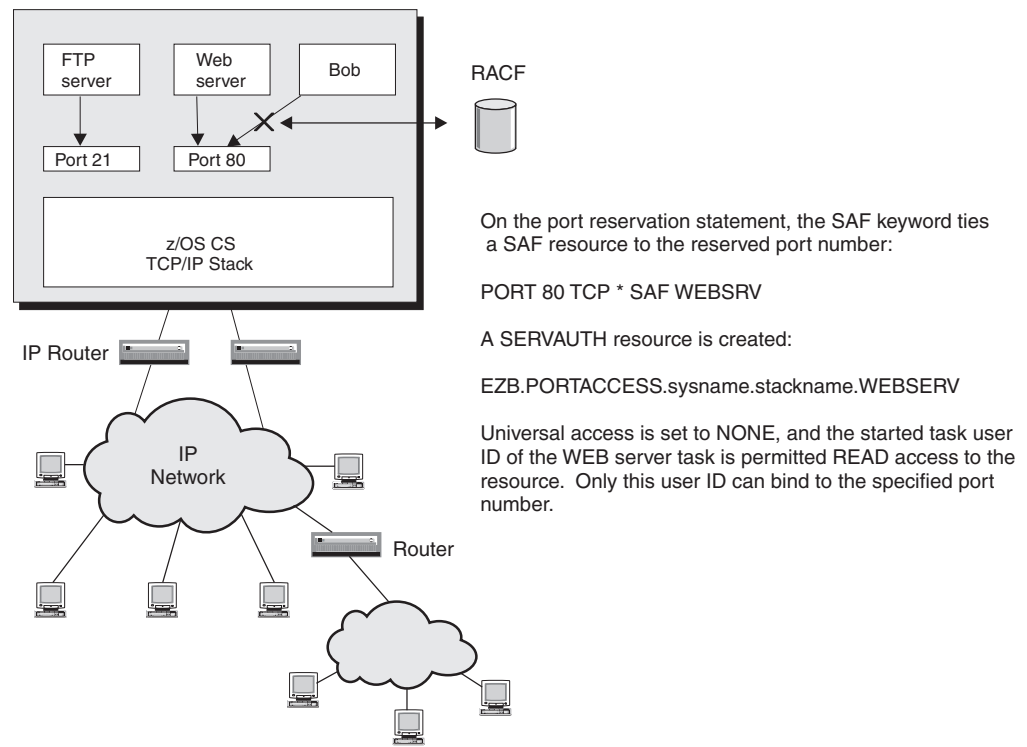 FTP
server
Web
server
Bob
RACF
Port 21
Port 80
z/OS CS
TCP/IP Stack
On the port reservation statement, the SAF keyword ties
a SAF resource to the reserved port number:
PORT 80 TCP * SAF WEBSRV
A SERVAUTH resource is created:
EZB.PORTACCESS.sysname.stackname.WEBSERV
Universal access is set to NONE, and the started task user
ID of the WEB server task is permitted READ access to the
resource. Only this user ID can bind to the specified port
number.
IP Router
IP
Network
Router